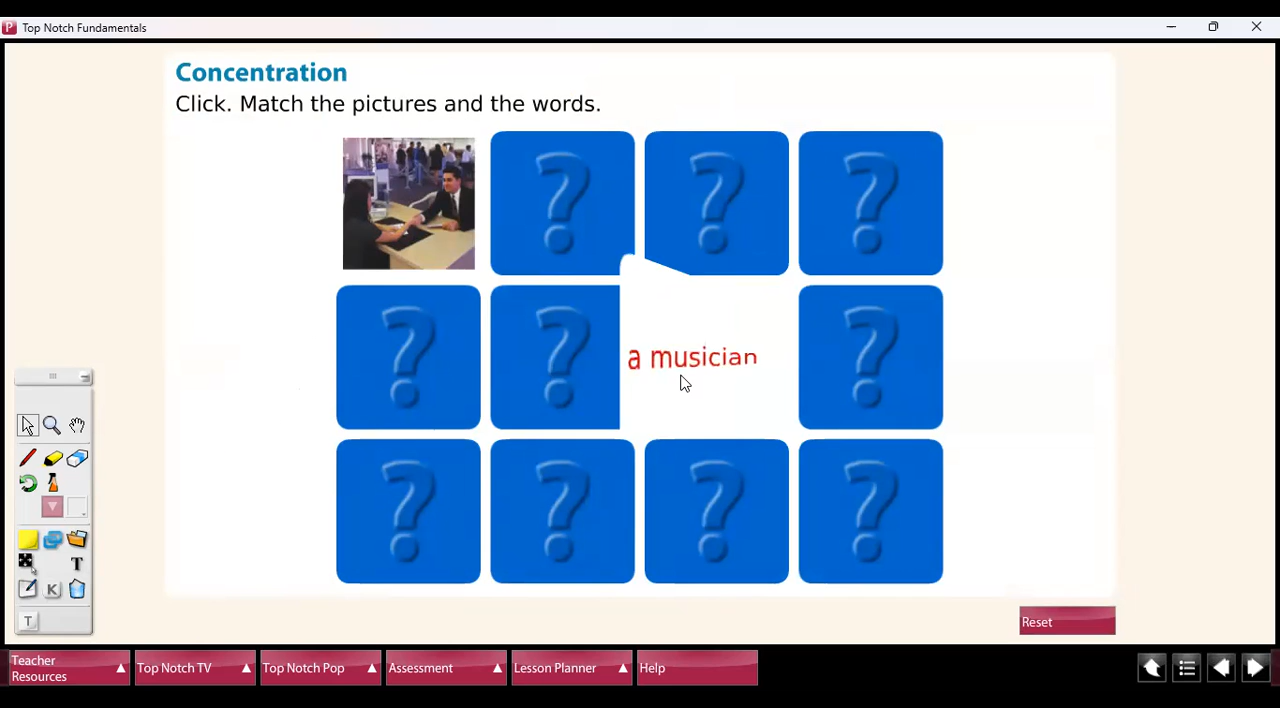 Top Notch Fundamentals
Concentration
Click. Match the pictures and the words.
? ? ?
? ? a musician ?
? ? ? ?
T
K
T
Reset
Teacher
Resources
Top Notch TV
Top Notch Pop
Assessment
Lesson Planner
Help